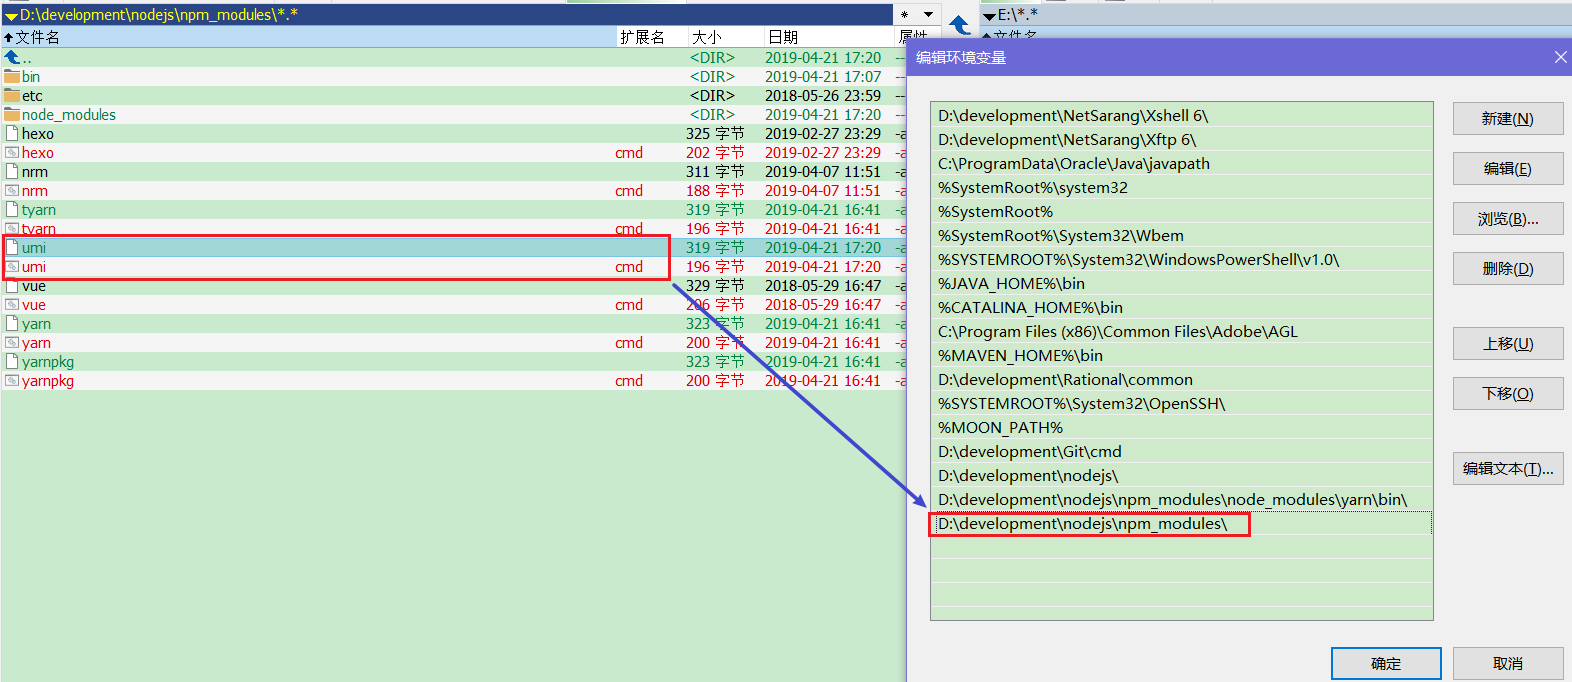 D:\development\nodejs\npm_modules\*.*
*
E:\*.*
文件名 扩展名 大小 日期 属性
文件名
.. <DIR> 2019-04-21 17:20 --
bin <DIR> 2019-04-21 17:07 --
etc <DIR> 2018-05-26 23:59 --
node_modules <DIR> 2019-04-21 17:20 --
hexo 325 字节 2019-02-27 23:29 -a
hexo cmd 202 字节 2019-02-27 23:29 -a
nrm 311 字节 2019-04-07 11:51 -a
nrm cmd 188 字节 2019-04-07 11:51 -a
tyarn 319 字节 2019-04-21 16:41 -a
tyarn cmd 196 字节 2019-04-21 16:41 -a
umi 319 字节 2019-04-21 17:20 -a
umi cmd 196 字节 2019-04-21 17:20 -a
vue 329 字节 2018-05-29 16:47 -a
vue cmd 206 字节 2018-05-29 16:47 -a
yarn 323 字节 2019-04-21 16:41 -a
yarn cmd 200 字节 2019-04-21 16:41 -a
yarnpkg 323 字节 2019-04-21 16:41 -a
yarnpkg cmd 200 字节 2019-04-21 16:41 -a
编辑环境变量
D:\development\NetSarang\Xshell 6\
D:\development\NetSarang\Xftp 6\
C:\ProgramData\Oracle\Java\javapath
%SystemRoot%\system32
%SystemRoot%
%SystemRoot%\System32\Wbem
%SYSTEMROOT%\System32\WindowsPowerShell\v1.0\
%JAVA_HOME%\bin
%CATALINA_HOME%\bin
C:\Program Files (x86)\Common Files\Adobe\AGL
%MAVEN_HOME%\bin
D:\development\Rational\common
%SYSTEMROOT%\System32\OpenSSH\
%MOON_PATH%
D:\development\Git\cmd
D:\development\nodejs\
D:\development\nodejs\npm_modules\node_modules\yarn\bin\
D:\development\nodejs\npm_modules\
新建(N)
编辑(E)
浏览(B)...
删除(D)
上移(U)
下移(O)
编辑文本(T)...
确定
取消